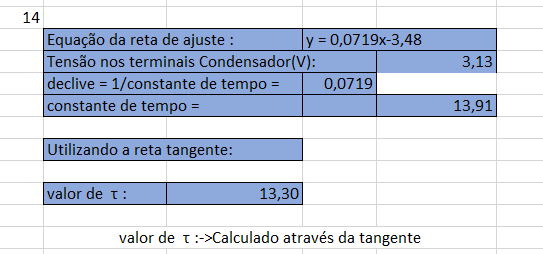 14
Equação da reta de ajuste : y = 0,0719x-3,48
Tensão nos terminais Condensador(V): 3,13
declive = 1/constante de tempo = 0,0719
constante de tempo = 13,91
Utilizando a reta tangente:
valor de τ : 13,30
valor de τ :->Calculado através da tangente